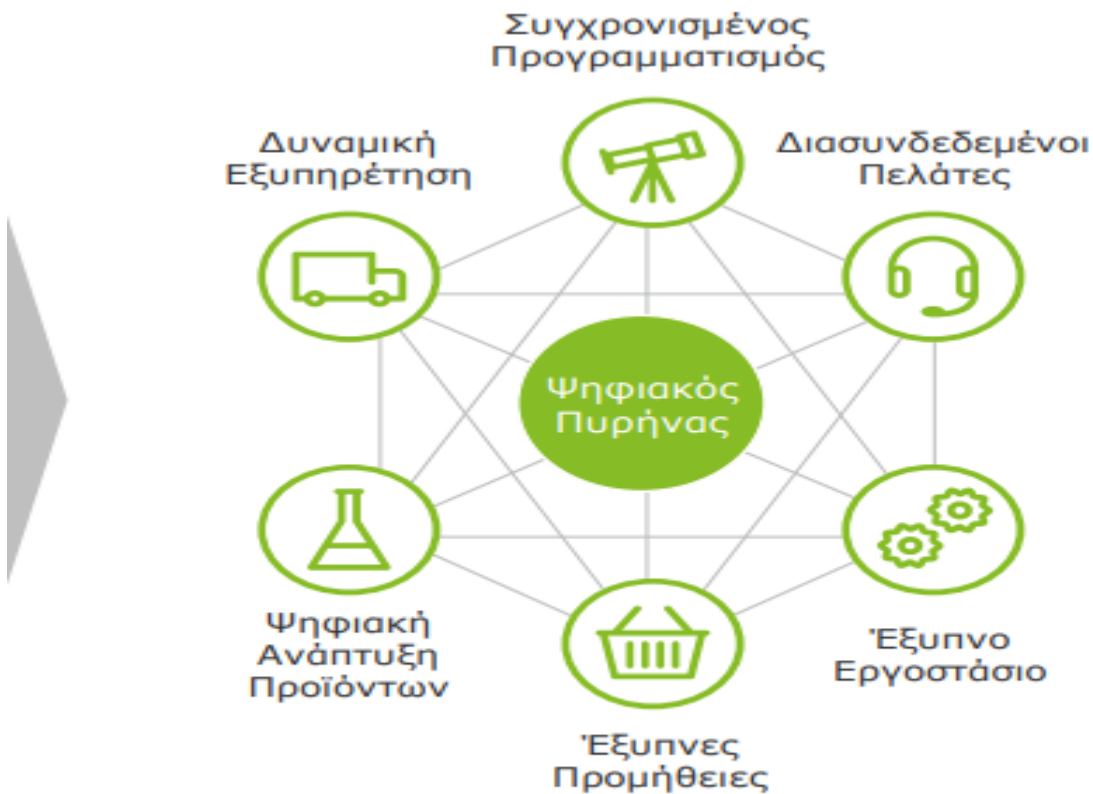 Συγχρονισμένος
Προγραμματισμός
Δυναμική
Εξυπηρέτηση
Διασυνδεδεμένοι
Πελάτες
Ψηφιακός
Πυρήνας
Ψηφιακή
Ανάπτυξη
Προϊόντων
Έξυπνο
Εργοστάσιο
Έξυπνες
Προμήθειες